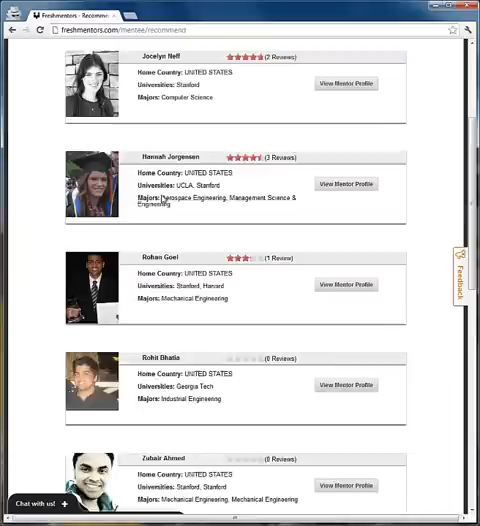 Freshmentors - Recomme
freshmentors.com/mentee/recommend
Jocelyn Neff (2 Reviews)
Home Country: UNITED STATES
Universities: Stanford
Majors: Computer Science
View Mentor Profile
Hannah Jorgensen (3 Reviews)
Home Country: UNITED STATES
Universities: UCLA, Stanford
Majors: Aerospace Engineering, Management Science &
Engineering
View Mentor Profile
Rohan Goel (1 Review)
Home Country: UNITED STATES
Universities: Stanford, Harvard
Majors: Mechanical Engineering
View Mentor Profile
Rohit Bhatia (0 Reviews)
Home Country: UNITED STATES
Universities: Georgia Tech
Majors: Industrial Engineering
View Mentor Profile
Zubair Ahmed (0 Reviews)
Home Country: UNITED STATES
Universities: Stanford, Stanford
Majors: Mechanical Engineering, Mechanical Engineering
View Mentor Profile
Feedback
Chat with us!